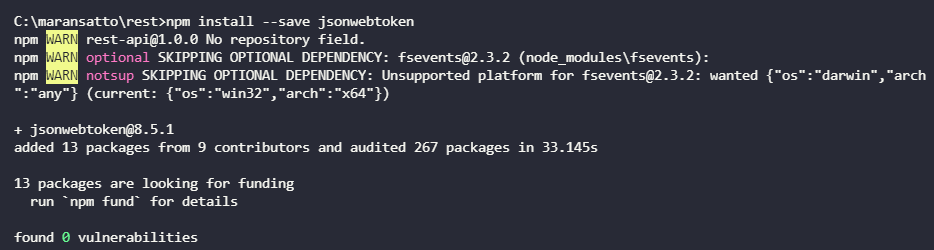 C:\maransatto\rest>npm install --save jsonwebtoken
npm WARN rest-api@1.0.0 No repository field.
npm WARN optional SKIPPING OPTIONAL DEPENDENCY: fsevents@2.3.2 (node_modules\fsevents):
npm WARN notsup SKIPPING OPTIONAL DEPENDENCY: Unsupported platform for fsevents@2.3.2: wanted {"os":"darwin","arch
":"any"} (current: {"os":"win32","arch":"x64"})
+ jsonwebtoken@8.5.1
added 13 packages from 9 contributors and audited 267 packages in 33.145s
13 packages are looking for funding
  run `npm fund` for details
found 0 vulnerabilities